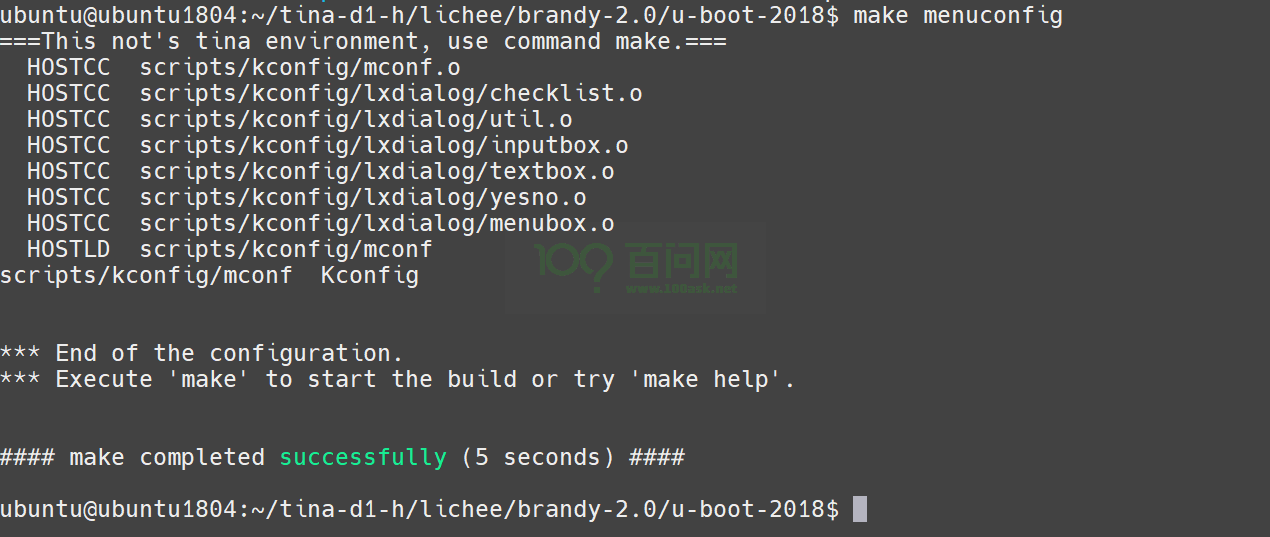 ubuntu@ubuntu1804:~/tina-d1-h/lichee/brandy-2.0/u-boot-2018$ make menuconfig
===This not's tina environment, use command make.===
  HOSTCC  scripts/kconfig/mconf.o
  HOSTCC  scripts/kconfig/lxdialog/checklist.o
  HOSTCC  scripts/kconfig/lxdialog/util.o
  HOSTCC  scripts/kconfig/lxdialog/inputbox.o
  HOSTCC  scripts/kconfig/lxdialog/textbox.o
  HOSTCC  scripts/kconfig/lxdialog/yesno.o
  HOSTCC  scripts/kconfig/lxdialog/menubox.o
  HOSTLD  scripts/kconfig/mconf
scripts/kconfig/mconf  Kconfig
百问网
www.100ask.net
*** End of the configuration.
*** Execute 'make' to start the build or try 'make help'.
#### make completed successfully (5 seconds) ####
ubuntu@ubuntu1804:~/tina-d1-h/lichee/brandy-2.0/u-boot-2018$